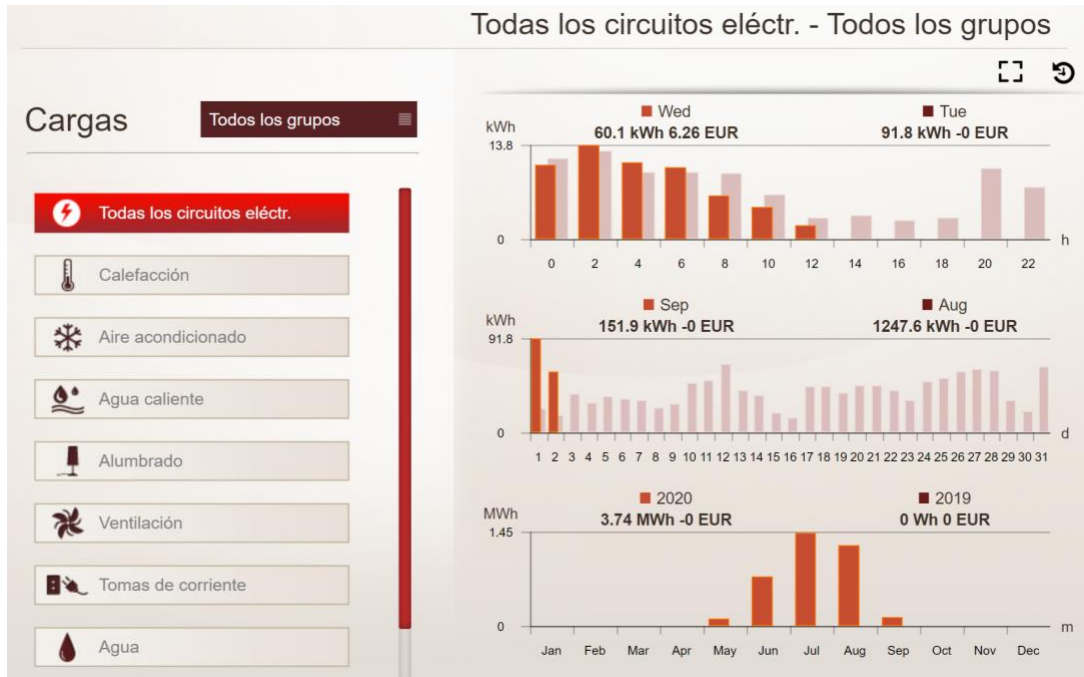 Todas los circuitos eléctr. - Todos los grupos
Cargas
Todos los grupos
Todas los circuitos eléctr.
Calefacción
Aire acondicionado
Agua caliente
Alumbrado
Ventilación
Tomas de corriente
Agua
Wed Tue
kWh 60.1 kWh 6.26 EUR 91.8 kWh -0 EUR
13.8
0 h
0 2 4 6 8 10 12 14 16 18 20 22
Sep Aug
kWh 151.9 kWh -0 EUR 1247.6 kWh -0 EUR
91.8
0 d
1 2 3 4 5 6 7 8 9 10 11 12 13 14 15 16 17 18 19 20 21 22 23 24 25 26 27 28 29 30 31
2020 2019
MWh 3.74 MWh -0 EUR 0 Wh 0 EUR
1.45
0 m
Jan Feb Mar Apr May Jun Jul Aug Sep Oct Nov Dec